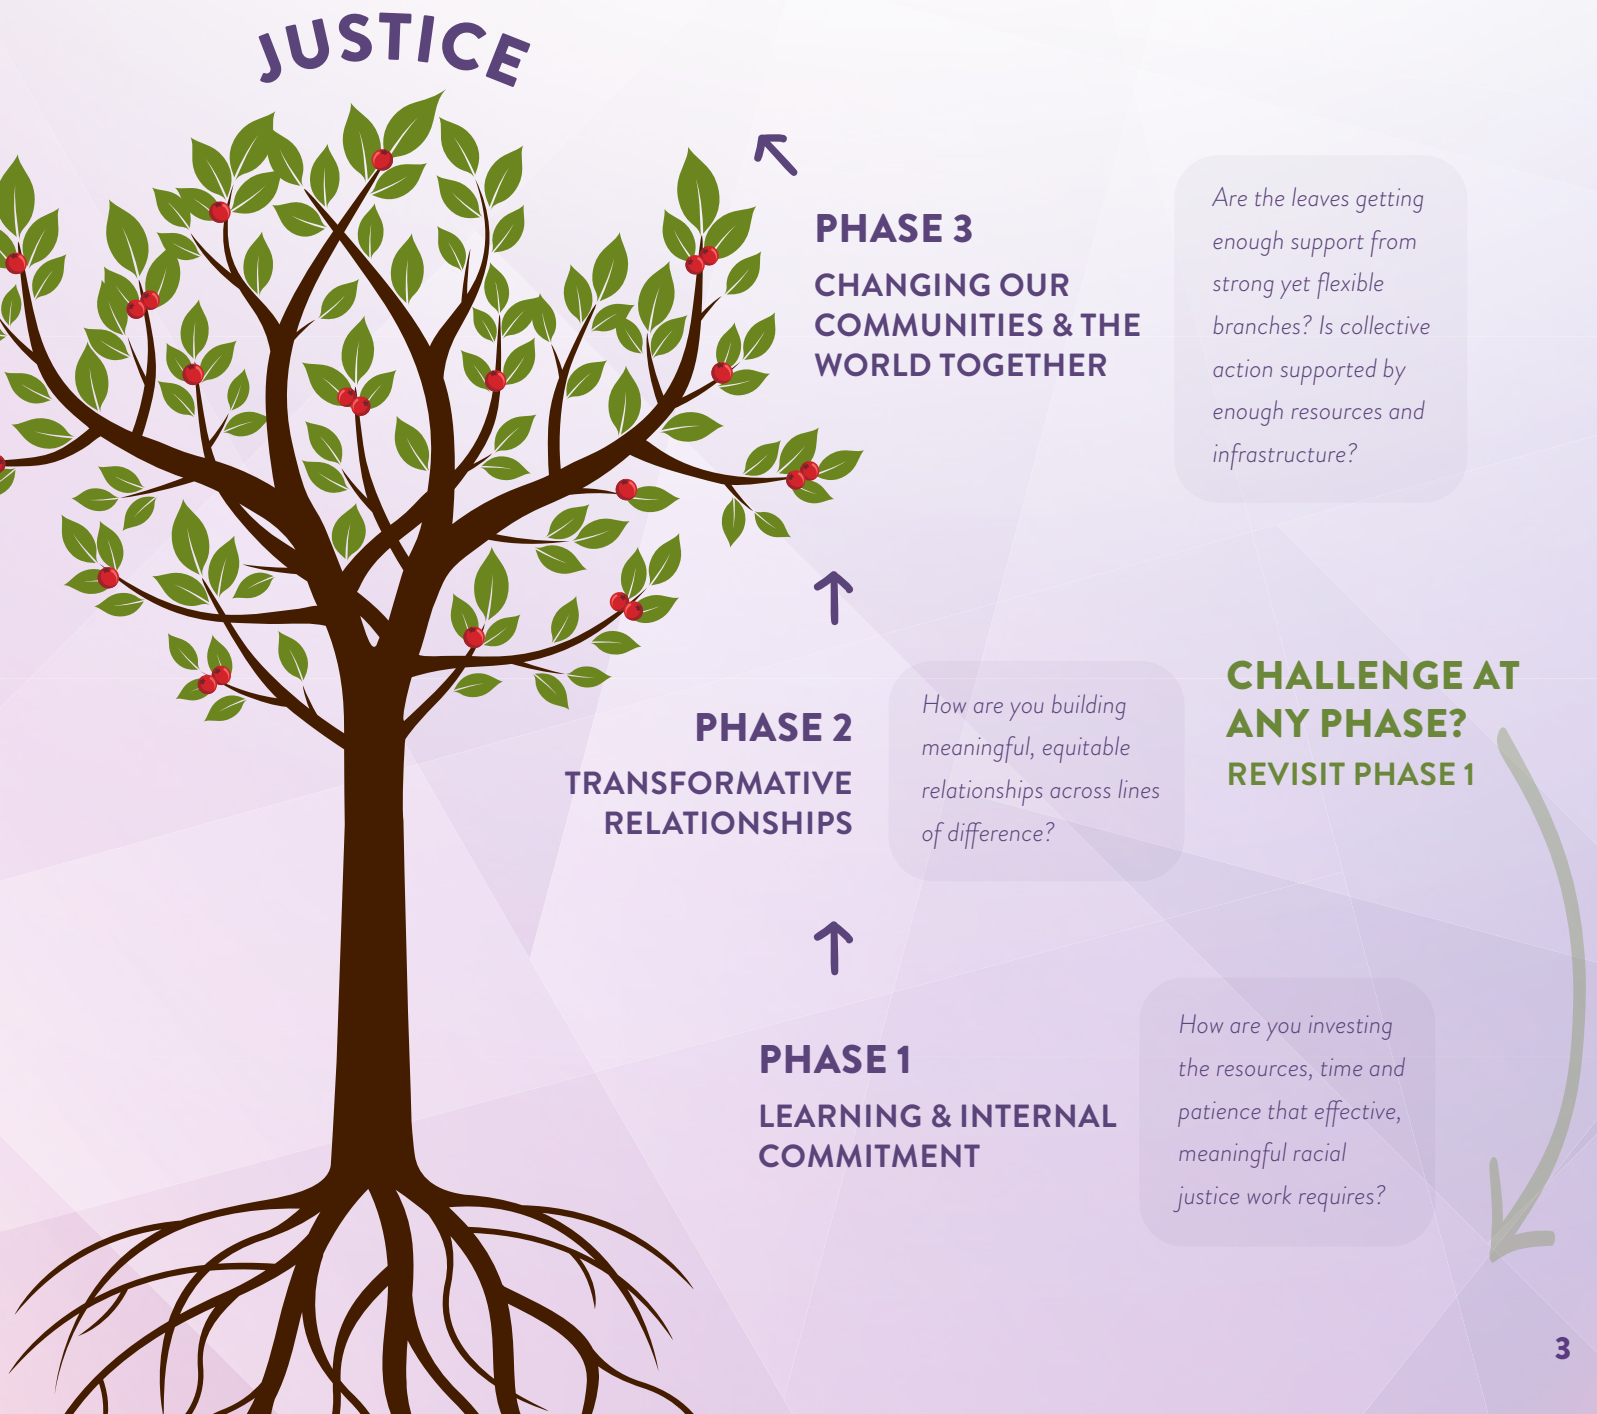 JUSTICE
PHASE 3
CHANGING OUR
COMMUNITIES & THE
WORLD TOGETHER
Are the leaves getting
enough support from
strong yet flexible
branches? Is collective
action supported by
enough resources and
infrastructure?
PHASE 2
TRANSFORMATIVE
RELATIONSHIPS
How are you building
meaningful, equitable
relationships across lines
of difference?
CHALLENGE AT
ANY PHASE?
REVISIT PHASE 1
PHASE 1
LEARNING & INTERNAL
COMMITMENT
How are you investing
the resources, time and
patience that effective,
meaningful racial
justice work requires?
3